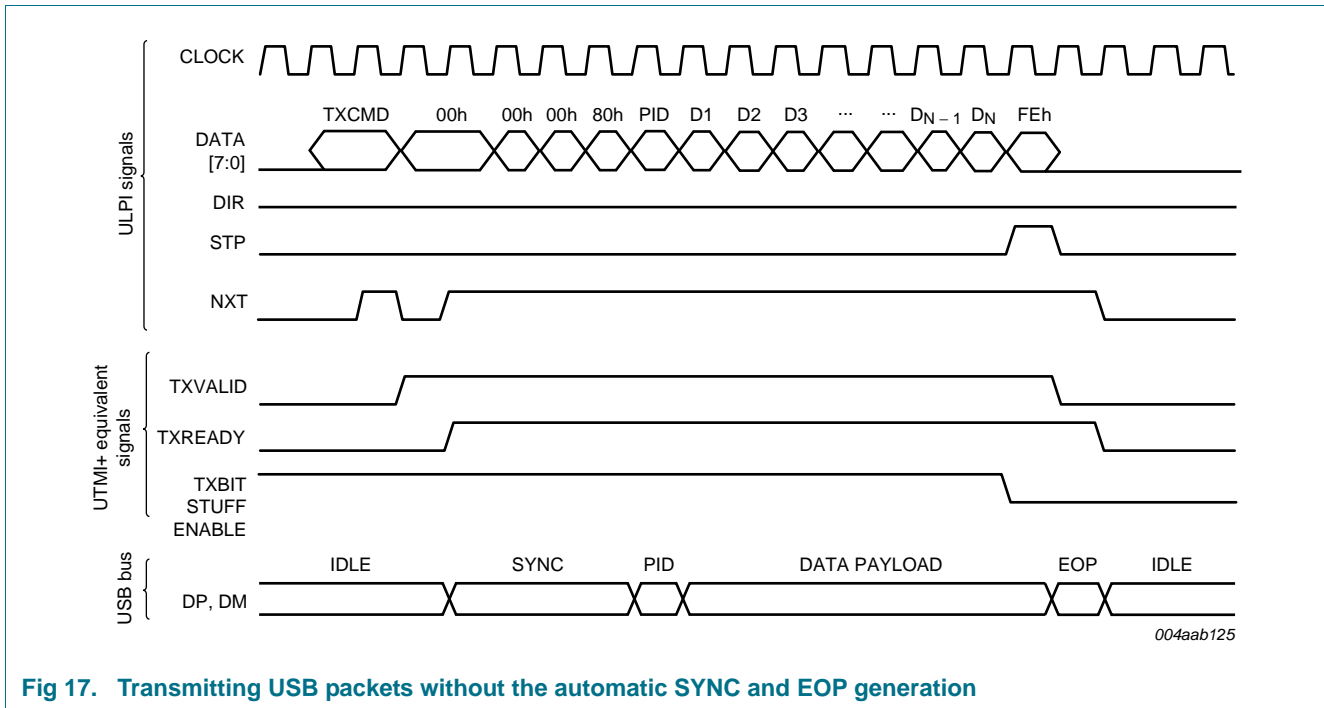 ULPI signals
CLOCK
TXCMD 00h 00h 00h 80h PID D1 D2 D3 ... ... DN – 1 DN FEh
DATA
[7:0]
DIR
STP
NXT
UTMI+ equivalent
signals
TXVALID
TXREADY
TXBIT
STUFF
ENABLE
USB bus
IDLE SYNC PID DATA PAYLOAD EOP IDLE
DP, DM
004aab125
Fig 17. Transmitting USB packets without the automatic SYNC and EOP generation